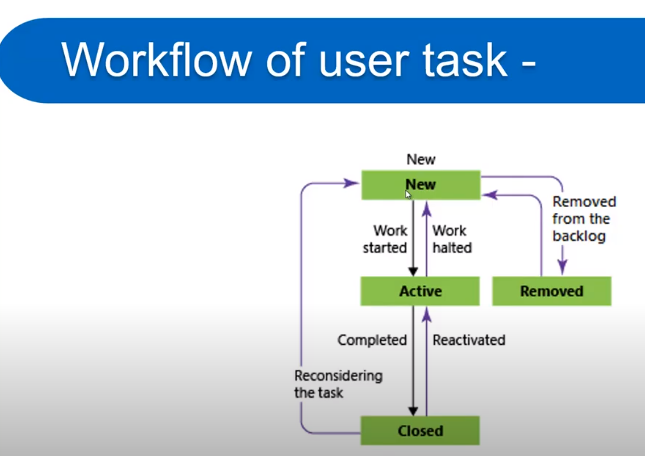 Workflow of user task -
New
New
Removed
from the
backlog
Work
started
Work
halted
Active
Removed
Completed
Reactivated
Reconsidering
the task
Closed